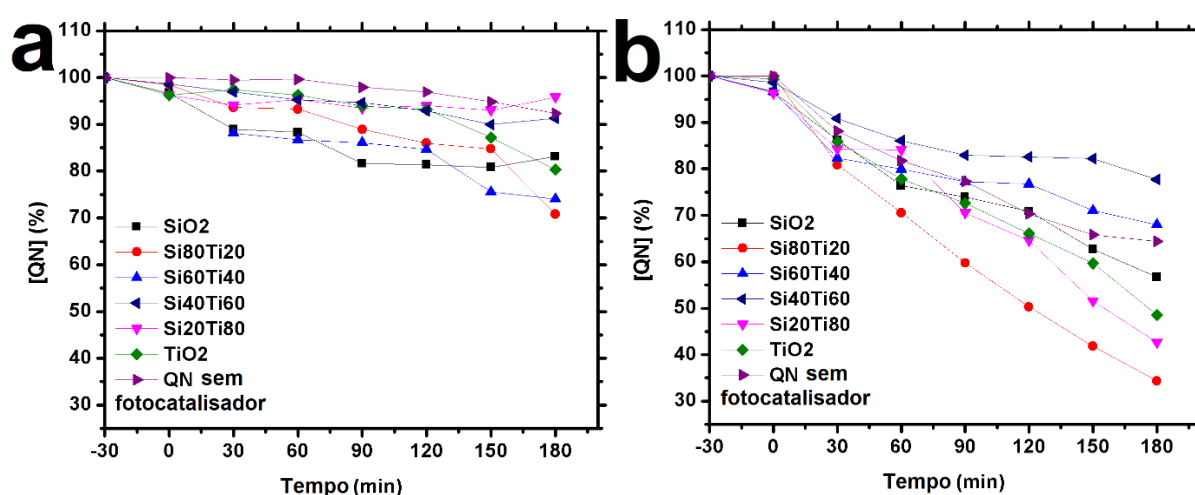 a
110
100
90
80
70
60
50
40
30
[QN] (%)
SiO2
Si80Ti20
Si60Ti40
Si40Ti60
Si20Ti80
TiO2
QN sem
fotocatalisador
-30 0 30 60 90 120 150 180
Tempo (min)
b
110
100
90
80
70
60
50
40
30
[QN] (%)
SiO2
Si80Ti20
Si60Ti40
Si40Ti60
Si20Ti80
TiO2
QN sem
fotocatalisador
-30 0 30 60 90 120 150 180
Tempo (min)